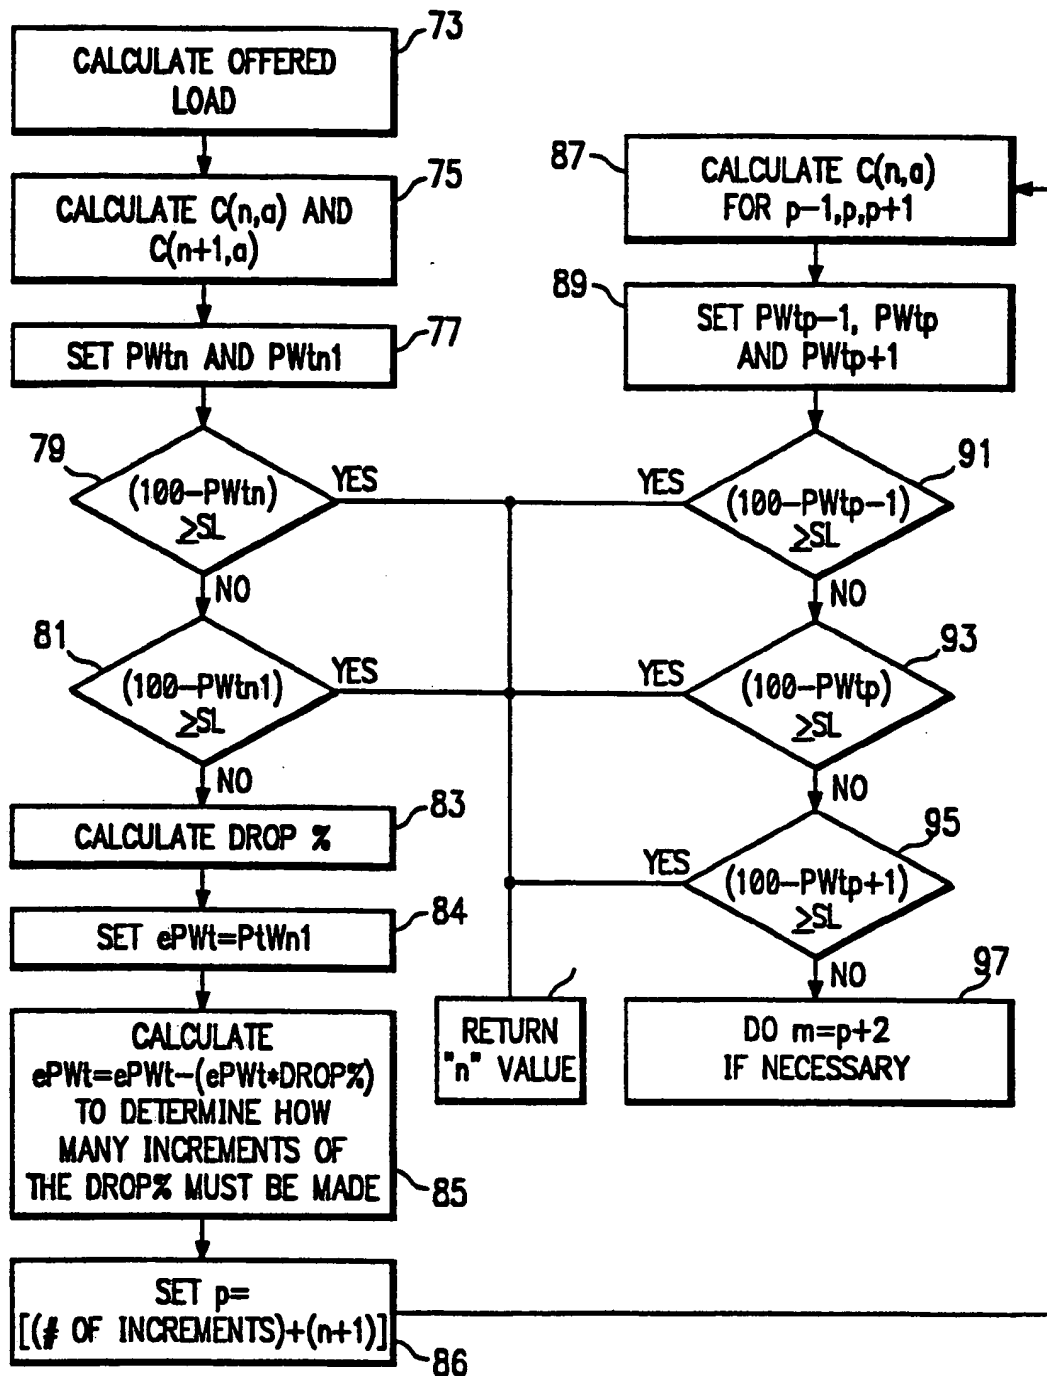 73
CALCULATE OFFERED
LOAD
75
CALCULATE C(n,a) AND
C(n+1,a)
77
SET PWtn AND PWtn1
79
(100-PWtn)
≥SL
YES
NO
81
(100-PWtn1)
≥SL
YES
NO
83
CALCULATE DROP %
84
SET ePWt=PtWn1
CALCULATE
ePWt=ePWt-(ePWt*DROP%)
TO DETERMINE HOW
MANY INCREMENTS OF
THE DROP% MUST BE MADE
85
SET p=
[(# OF INCREMENTS)+(n+1)]
86
87
CALCULATE C(n,a)
FOR p-1,p,p+1
89
SET PWtp-1, PWtp
AND PWtp+1
91
YES
(100-PWtp-1)
≥SL
NO
93
YES
(100-PWtp)
≥SL
NO
95
YES
(100-PWtp+1)
≥SL
NO
97
RETURN
"n" VALUE
DO m=p+2
IF NECESSARY